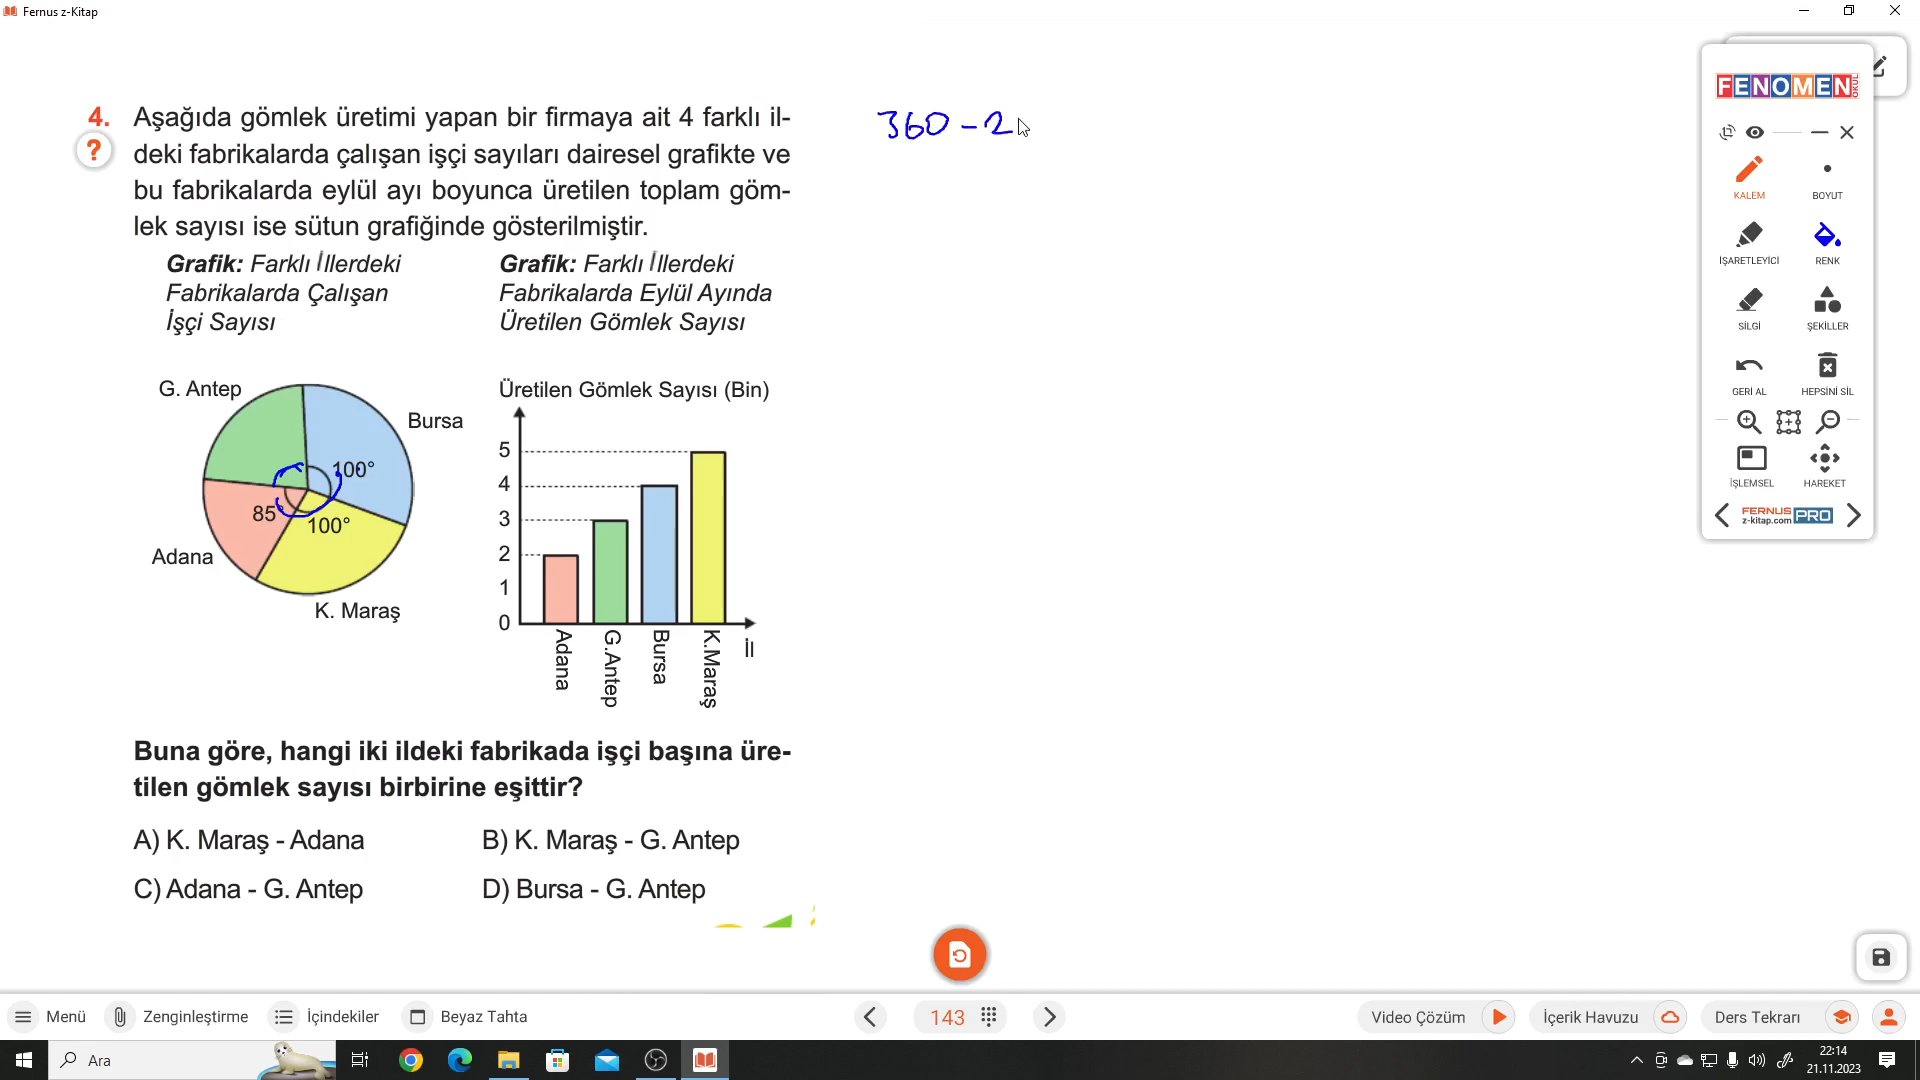 Fernus z-Kitap
4. Aşağıda gömlek üretimi yapan bir firmaya ait 4 farklı il-
deki fabrikalarda çalışan işçi sayıları dairesel grafikte ve
bu fabrikalarda eylül ayı boyunca üretilen toplam göm-
lek sayısı ise sütun grafiğinde gösterilmiştir.
?
360 - 2
Grafik: Farklı İllerdeki
Fabrikalarda Çalışan
İşçi Sayısı
Grafik: Farklı İllerdeki
Fabrikalarda Eylül Ayında
Üretilen Gömlek Sayısı
G. Antep
Bursa
100°
85°
100°
Adana
K. Maraş
Üretilen Gömlek Sayısı (Bin)
5
4
3
2
1
0
Adana
G.Antep
Bursa
K.Maraş
İl
Buna göre, hangi iki ildeki fabrikada işçi başına üre-
tilen gömlek sayısı birbirine eşittir?
A) K. Maraş - Adana
B) K. Maraş - G. Antep
C) Adana - G. Antep
D) Bursa - G. Antep
FENOMEN OKUL
KALEM
BOYUT
İŞARETLEYİCİ
RENK
SİLGİ
ŞEKİLLER
GERİ AL
HEPSİNİ SİL
İŞLEMSEL
HAREKET
FERNUS
z-kitap.com PRO
Menü
Zenginleştirme
İçindekiler
Beyaz Tahta
143
Video Çözüm
İçerik Havuzu
Ders Tekrarı
Ara
22:14
21.11.2023